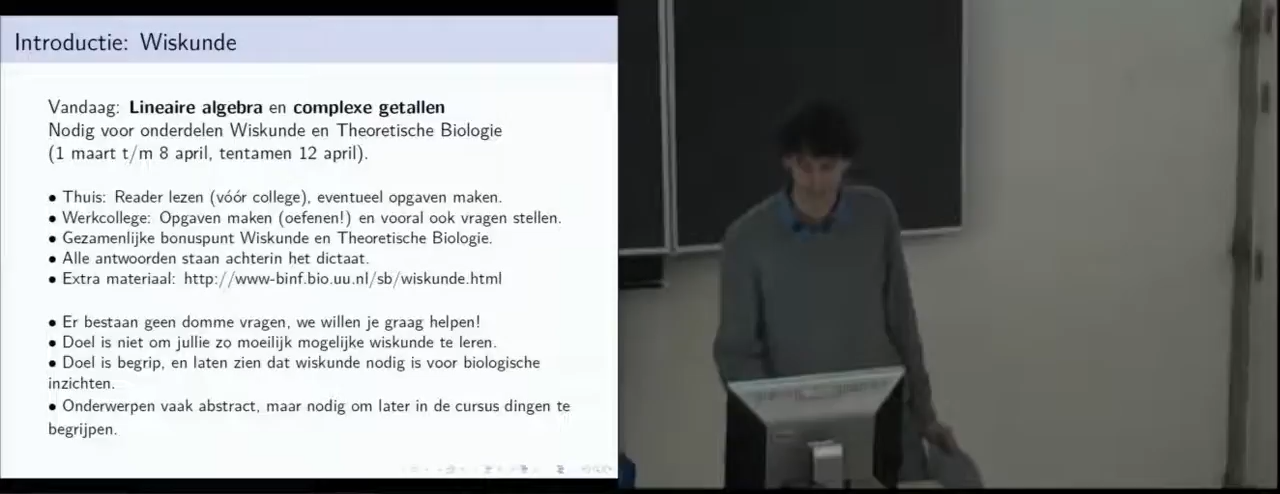 Introductie: Wiskunde
Vandaag: Lineaire algebra en complexe getallen
Nodig voor onderdelen Wiskunde en Theoretische Biologie
(1 maart t/m 8 april, tentamen 12 april).
• Thuis: Reader lezen (vóór college), eventueel opgaven maken.
• Werkcollege: Opgaven maken (oefenen!) en vooral ook vragen stellen.
• Gezamenlijke bonuspunt Wiskunde en Theoretische Biologie.
• Alle antwoorden staan achterin het dictaat.
• Extra materiaal: http://www-binf.bio.uu.nl/sb/wiskunde.html
• Er bestaan geen domme vragen, we willen je graag helpen!
• Doel is niet om jullie zo moeilijk mogelijke wiskunde te leren.
• Doel is begrip, en laten zien dat wiskunde nodig is voor biologische
inzichten.
• Onderwerpen vaak abstract, maar nodig om later in de cursus dingen te
begrijpen.